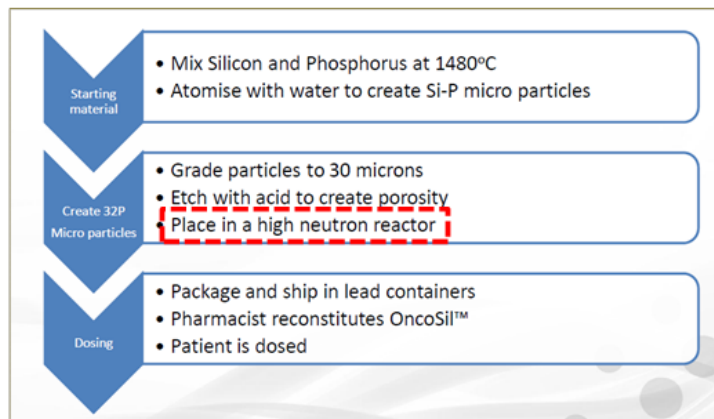 Starting
material
• Mix Silicon and Phosphorus at 1480°C
• Atomise with water to create Si-P micro particles
Create 32P
Micro particles
• Grade particles to 30 microns
• Etch with acid to create porosity
• Place in a high neutron reactor
Dosing
• Package and ship in lead containers
• Pharmacist reconstitutes OncoSil™
• Patient is dosed